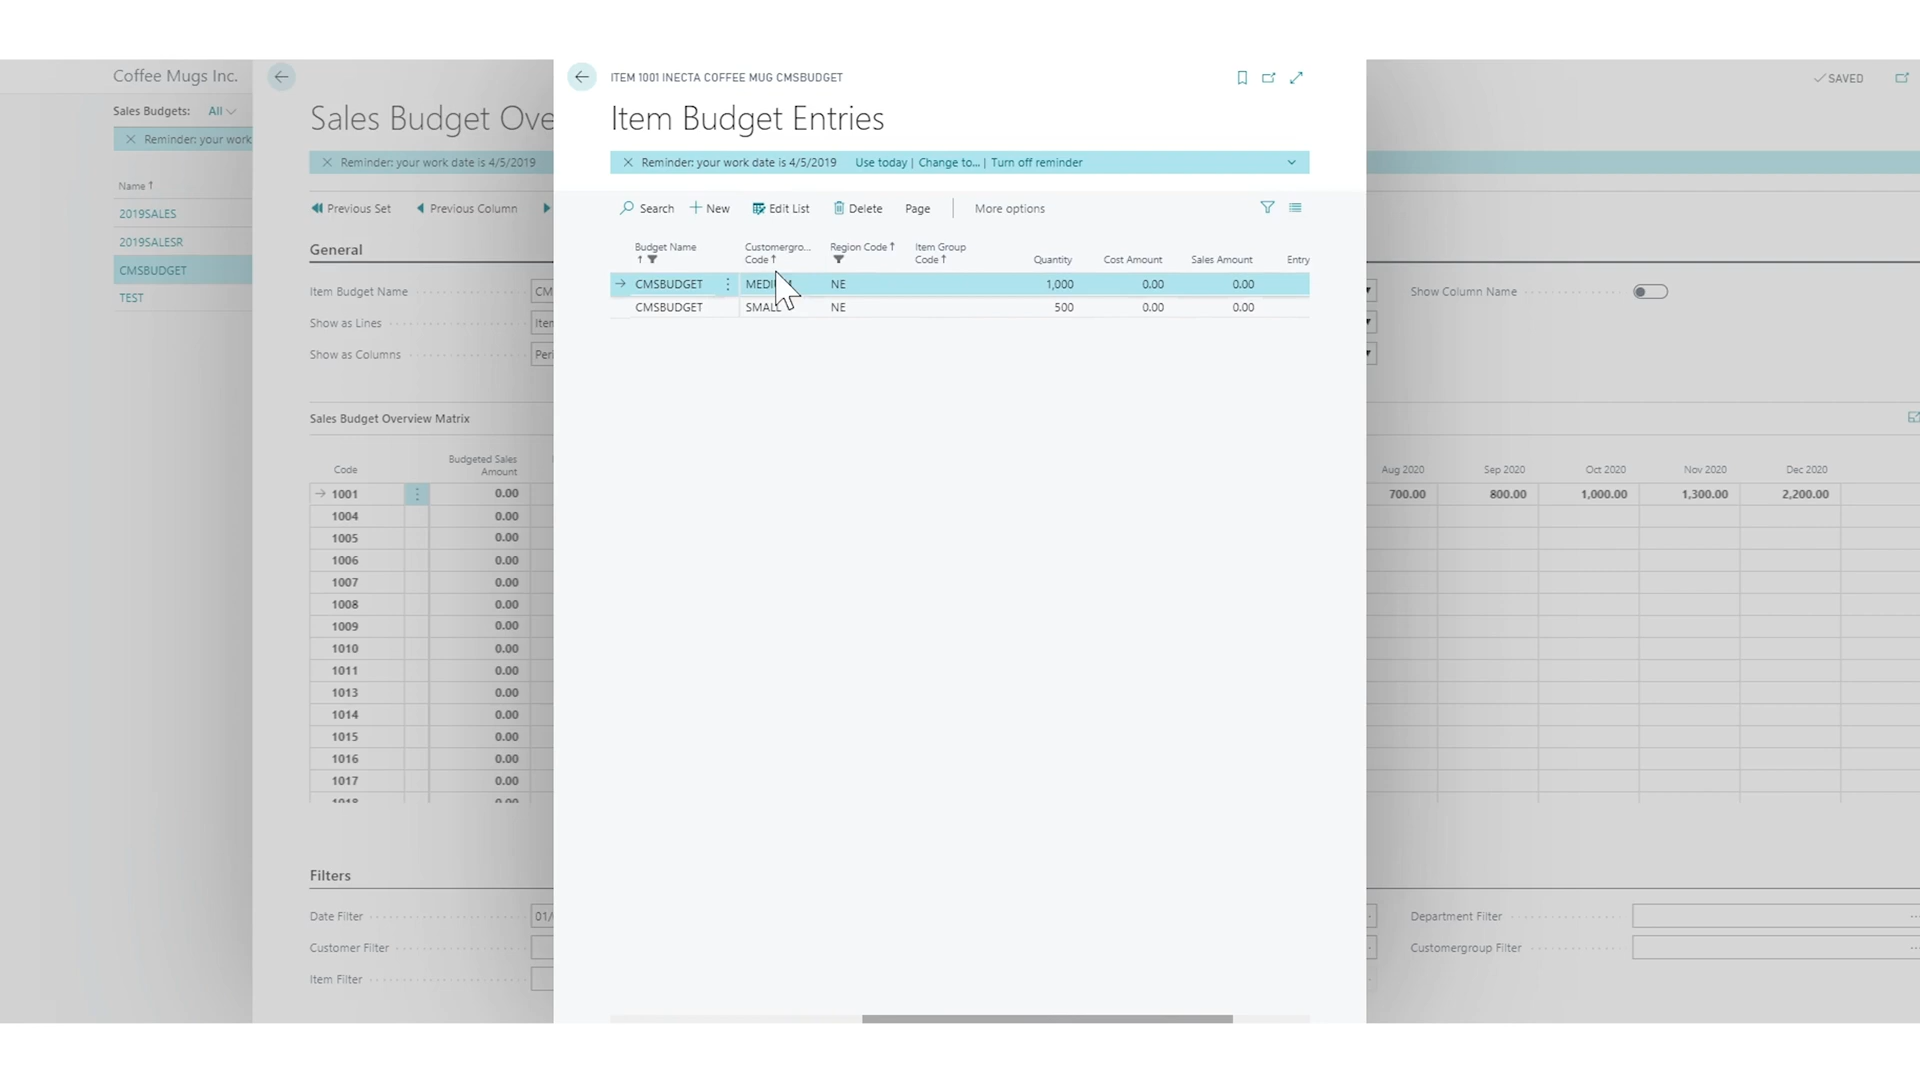 Coffee Mugs Inc.
Sales Budgets: All
Reminder: your work
Name
2019SALES
2019SALESR
CMSBUDGET
TEST
Sales Budget Ove
Reminder: your work date is 4/5/2019
Previous Set Previous Column
General
Item Budget Name CM
Show as Lines Iten
Show as Columns Peri
Sales Budget Overview Matrix
Code Budgeted Sales
Amount
1001 0.00
1004 0.00
1005 0.00
1006 0.00
1007 0.00
1008 0.00
1009 0.00
1010 0.00
1011 0.00
1013 0.00
1014 0.00
1015 0.00
1016 0.00
1017 0.00
1018 0.00
Filters
Date Filter 01/
Customer Filter
Item Filter
ITEM 1001 INECTA COFFEE MUG CMSBUDGET
Item Budget Entries
Reminder: your work date is 4/5/2019 Use today | Change to... | Turn off reminder
Search New Edit List Delete Page More options
Budget Name Customergro... Region Code Item Group
Code Code Quantity Cost Amount Sales Amount Entry
CMSBUDGET NE 1,000 0.00 0.00
CMSBUDGET SMALL NE 500 0.00 0.00
SAVED
Show Column Name
Aug 2020 Sep 2020 Oct 2020 Nov 2020 Dec 2020
700.00 800.00 1,000.00 1,300.00 2,200.00
Department Filter
Customergroup Filter